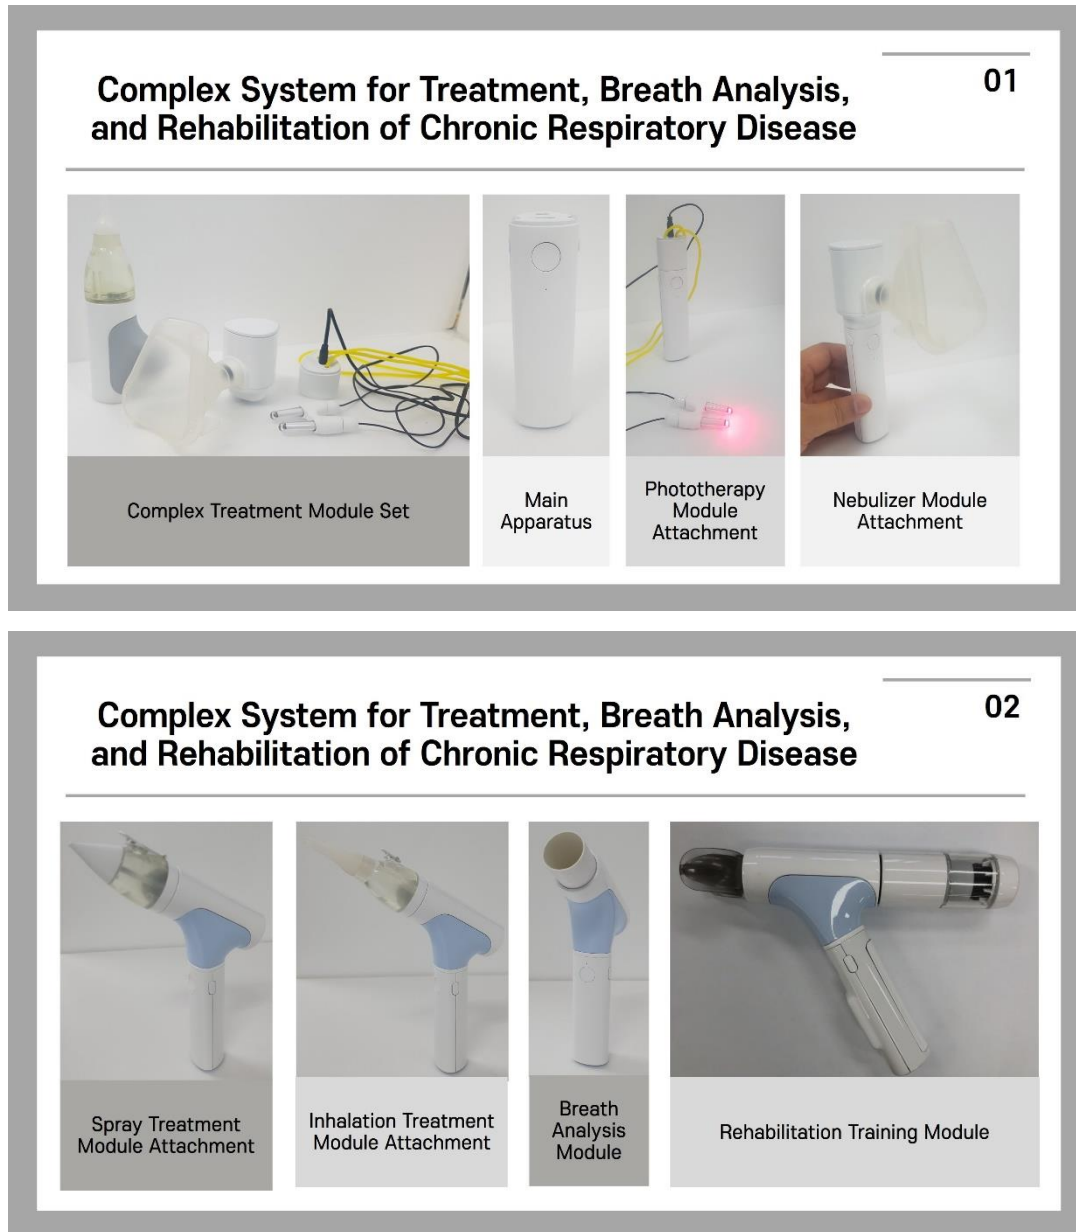 Complex System for Treatment, Breath Analysis,
and Rehabilitation of Chronic Respiratory Disease
01
Complex Treatment Module Set
Main
Apparatus
Phototherapy
Module
Attachment
Nebulizer Module
Attachment
Complex System for Treatment, Breath Analysis,
and Rehabilitation of Chronic Respiratory Disease
02
Spray Treatment
Module Attachment
Inhalation Treatment
Module Attachment
Breath
Analysis
Module
Rehabilitation Training Module